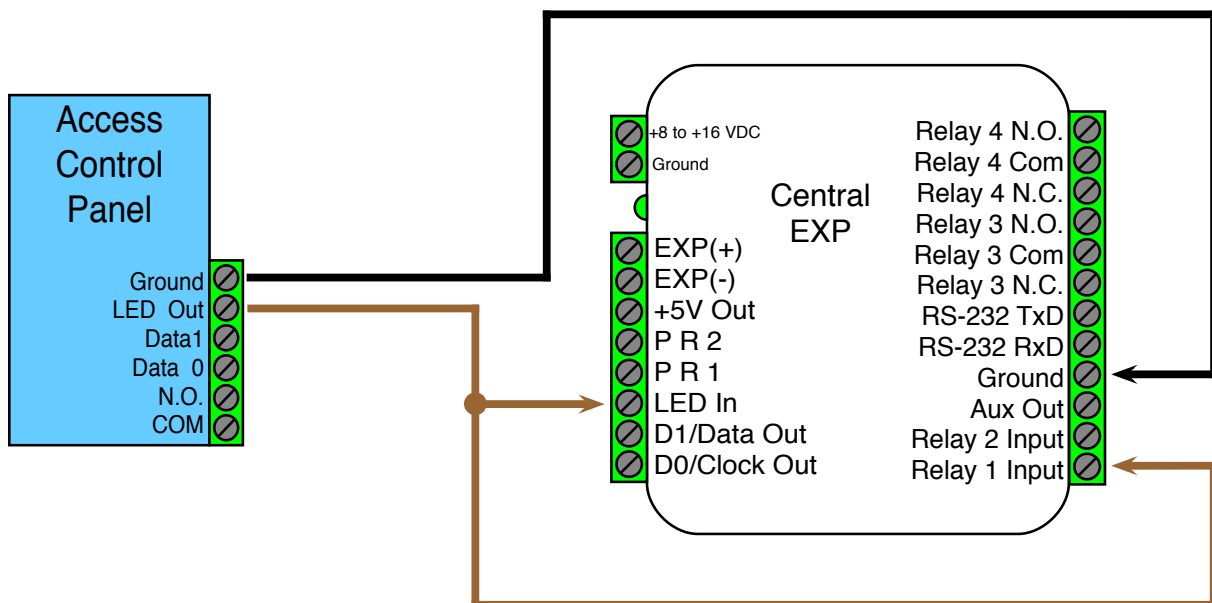 Access
Control
Panel
Ground
LED Out
Data1
Data 0
N.O.
COM
+8 to +16 VDC
Ground
Central
EXP
EXP(+)
EXP(-)
+5V Out
P R 2
P R 1
LED In
D1/Data Out
D0/Clock Out
Relay 4 N.O.
Relay 4 Com
Relay 4 N.C.
Relay 3 N.O.
Relay 3 Com
Relay 3 N.C.
RS-232 TxD
RS-232 RxD
Ground
Aux Out
Relay 2 Input
Relay 1 Input